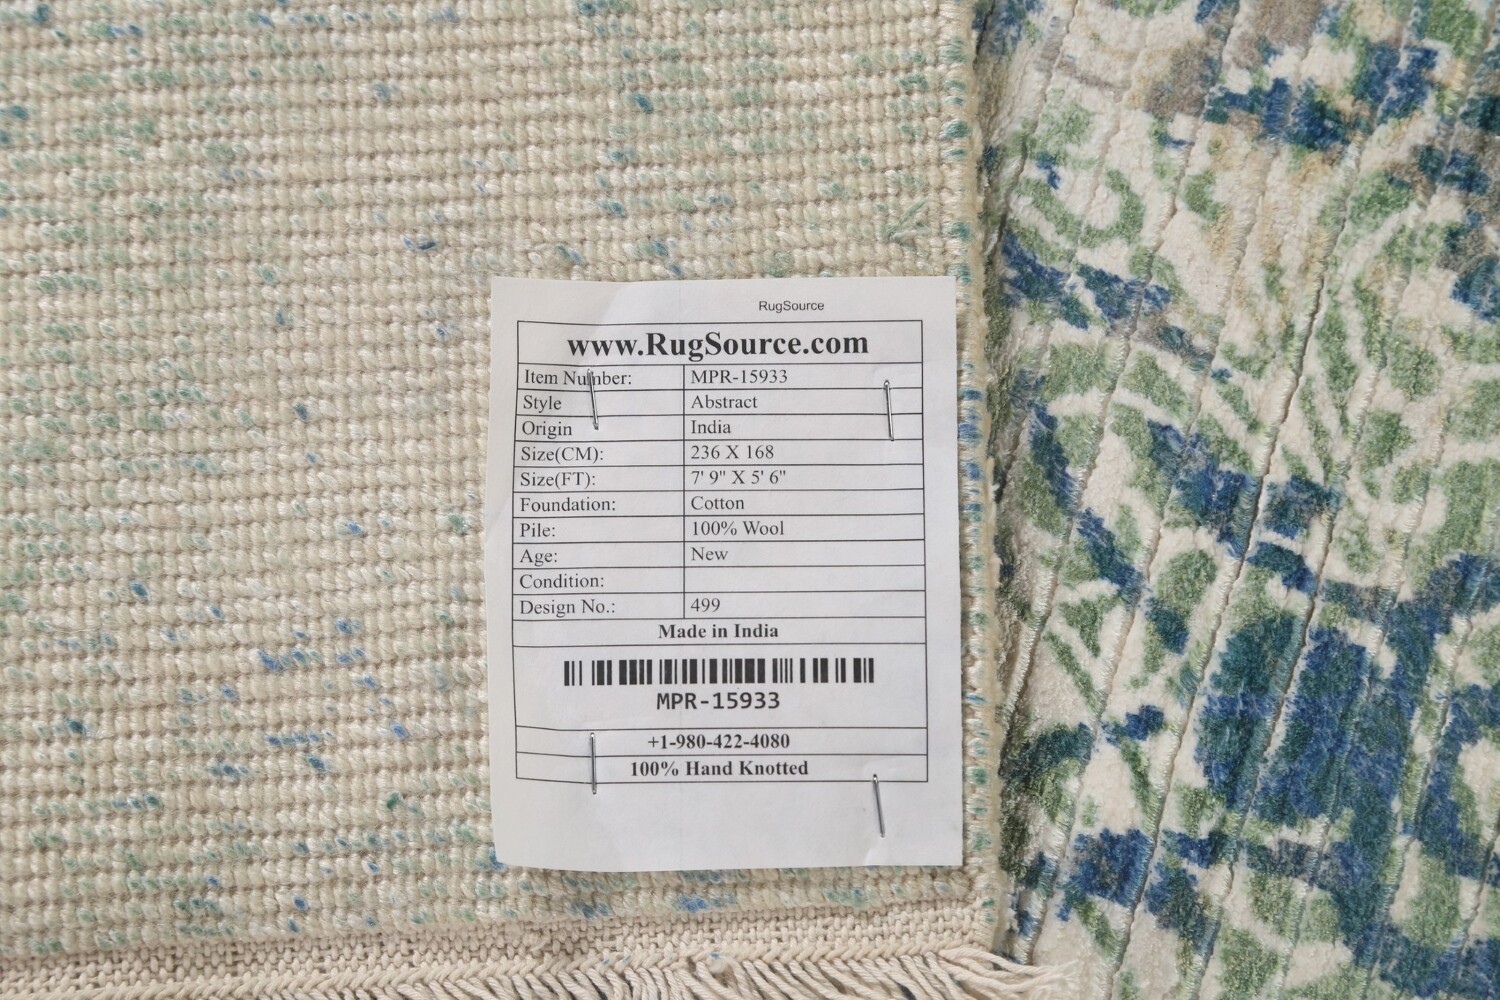 RugSource
www.RugSource.com
Item Number: MPR-15933
Style Abstract
Origin India
Size(CM): 236 X 168
Size(FT): 7' 9" X 5' 6"
Foundation: Cotton
Pile: 100% Wool
Age: New
Condition:
Design No.: 499
Made in India
MPR-15933
+1-980-422-4080
100% Hand Knotted